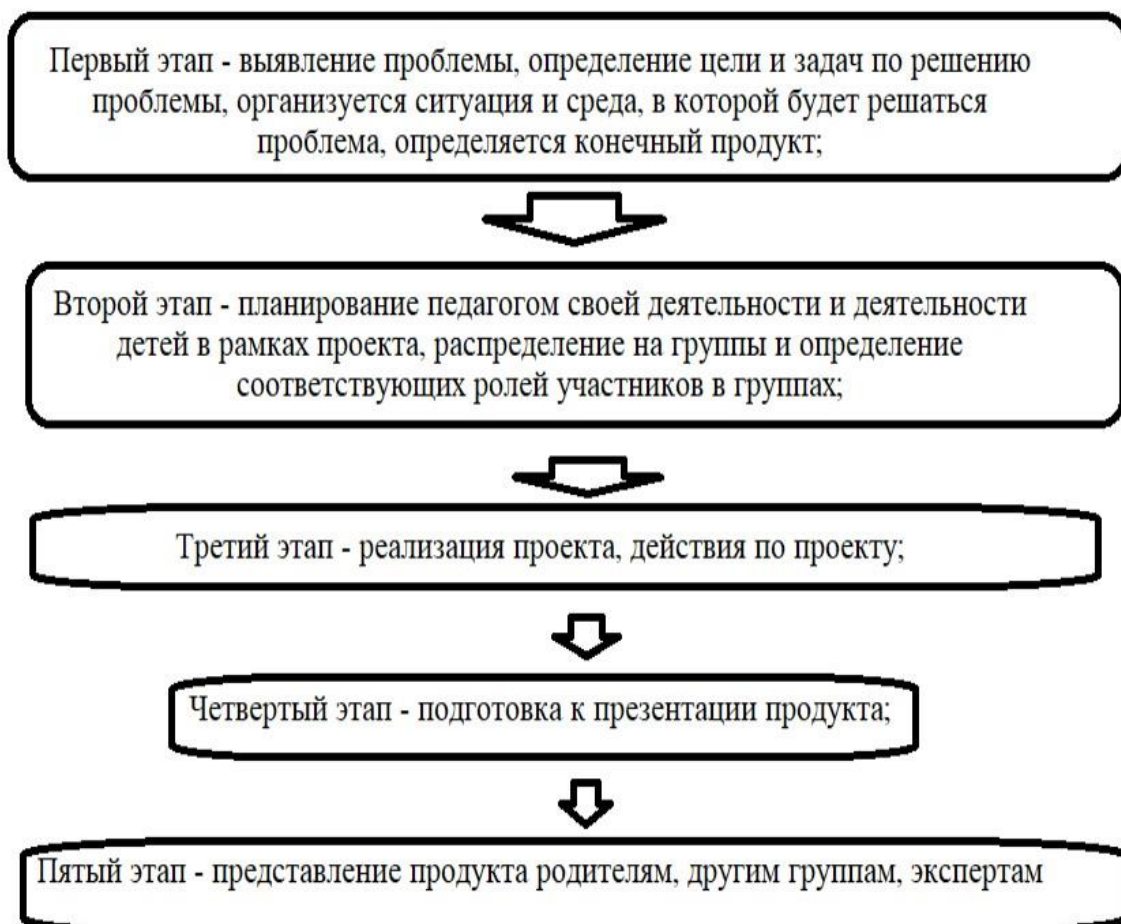 Первый этап - выявление проблемы, определение цели и задач по решению
проблемы, организуется ситуация и среда, в которой будет решаться
проблема, определяется конечный продукт;
Второй этап - планирование педагогом своей деятельности и деятельности
детей в рамках проекта, распределение на группы и определение
соответствующих ролей участников в группах;
Третий этап - реализация проекта, действия по проекту;
Четвертый этап - подготовка к презентации продукта;
Пятый этап - представление продукта родителям, другим группам, экспертам